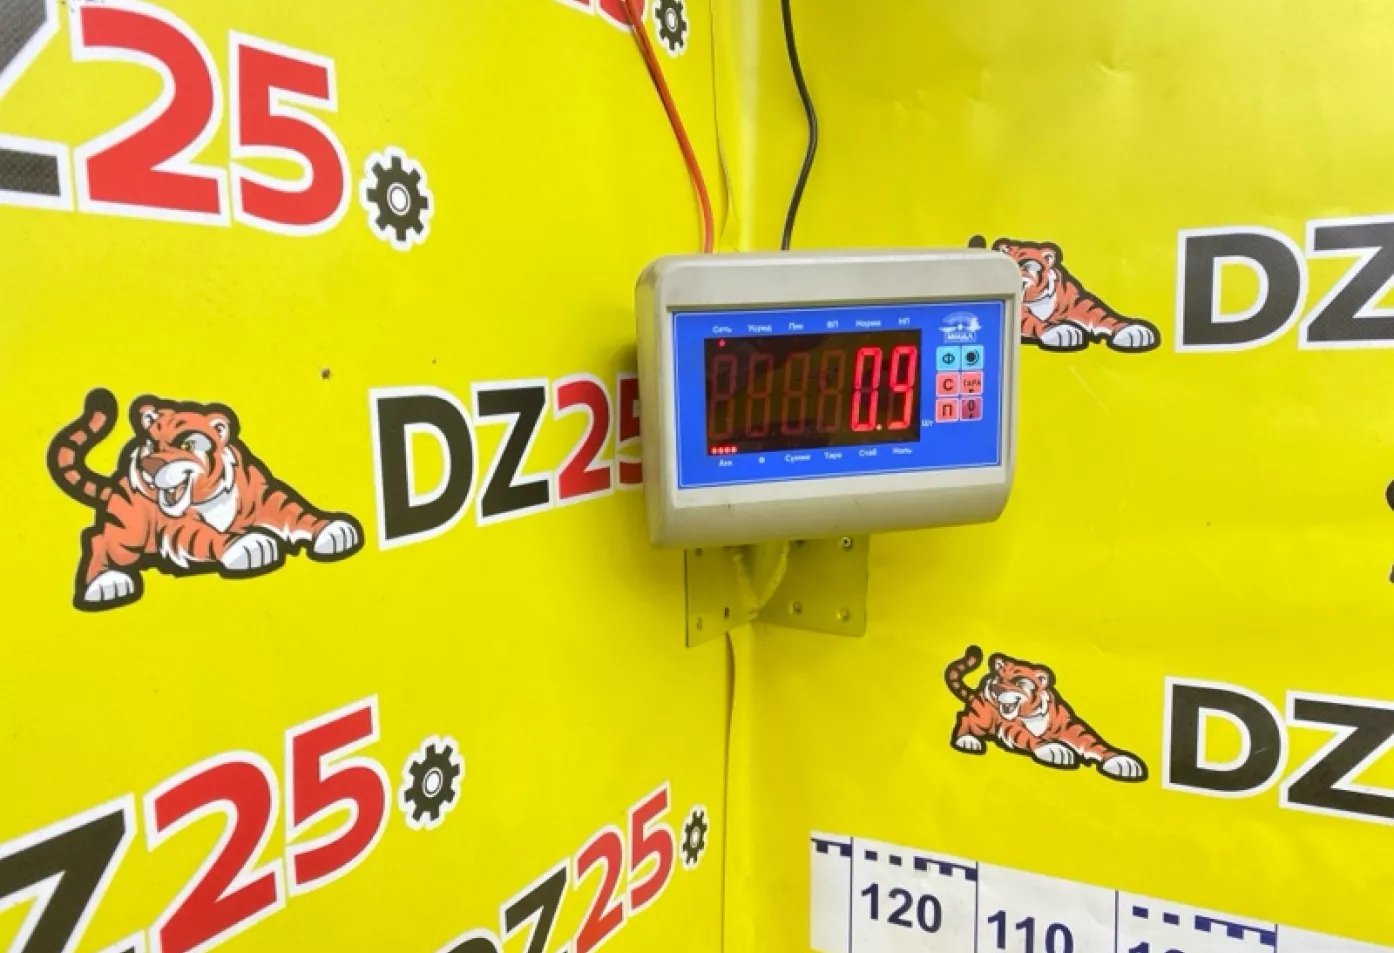 Z25.
DZ25
Z25.
DZ25
DZ
DZ
Сеть Усред Пик ВП Норма НП
МИДЛ
0.9
Ф
С ТАРА
П 0
Шт
Акк Сумма Тара Стаб Ноль
120
110